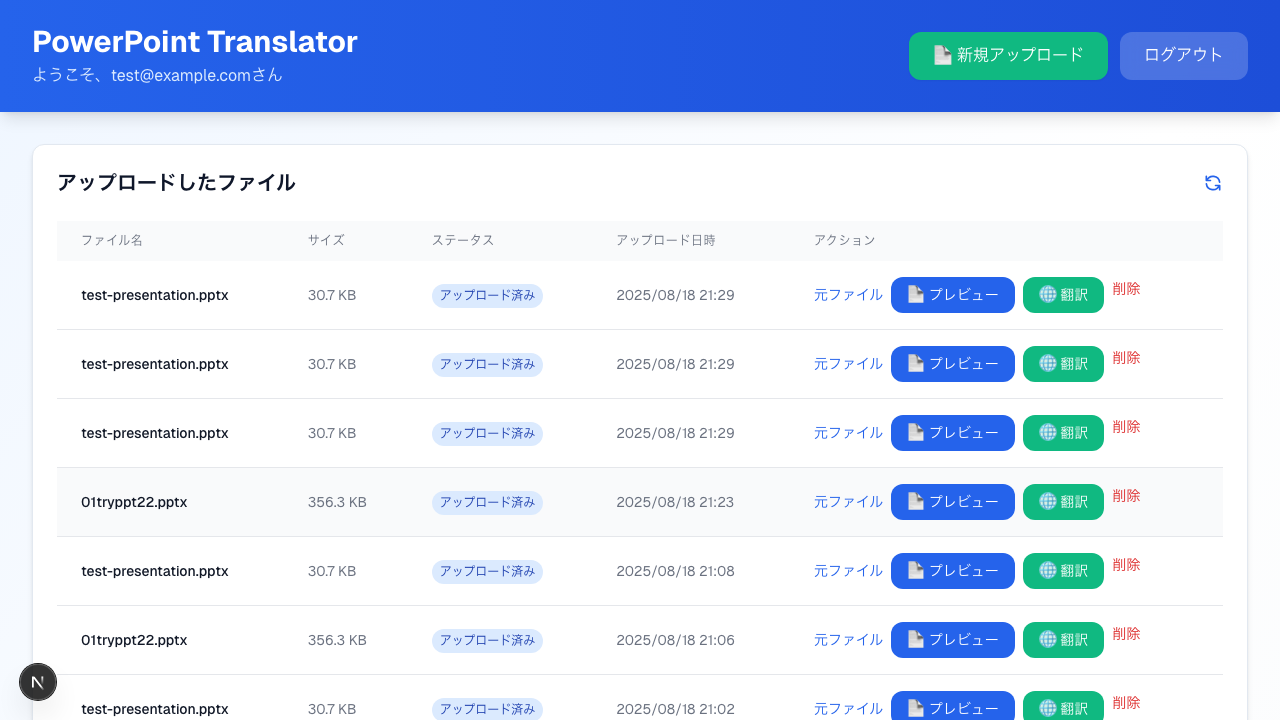 PowerPoint Translator
ようこそ、test@example.comさん
新規アップロード
ログアウト
アップロードしたファイル
ファイル名 サイズ ステータス アップロード日時 アクション
test-presentation.pptx 30.7 KB アップロード済み 2025/08/18 21:29 元ファイル プレビュー 翻訳 削除
test-presentation.pptx 30.7 KB アップロード済み 2025/08/18 21:29 元ファイル プレビュー 翻訳 削除
test-presentation.pptx 30.7 KB アップロード済み 2025/08/18 21:29 元ファイル プレビュー 翻訳 削除
01tryppt22.pptx 356.3 KB アップロード済み 2025/08/18 21:23 元ファイル プレビュー 翻訳 削除
test-presentation.pptx 30.7 KB アップロード済み 2025/08/18 21:08 元ファイル プレビュー 翻訳 削除
01tryppt22.pptx 356.3 KB アップロード済み 2025/08/18 21:06 元ファイル プレビュー 翻訳 削除
test-presentation.pptx 30.7 KB アップロード済み 2025/08/18 21:02 元ファイル プレビュー 翻訳 削除
N